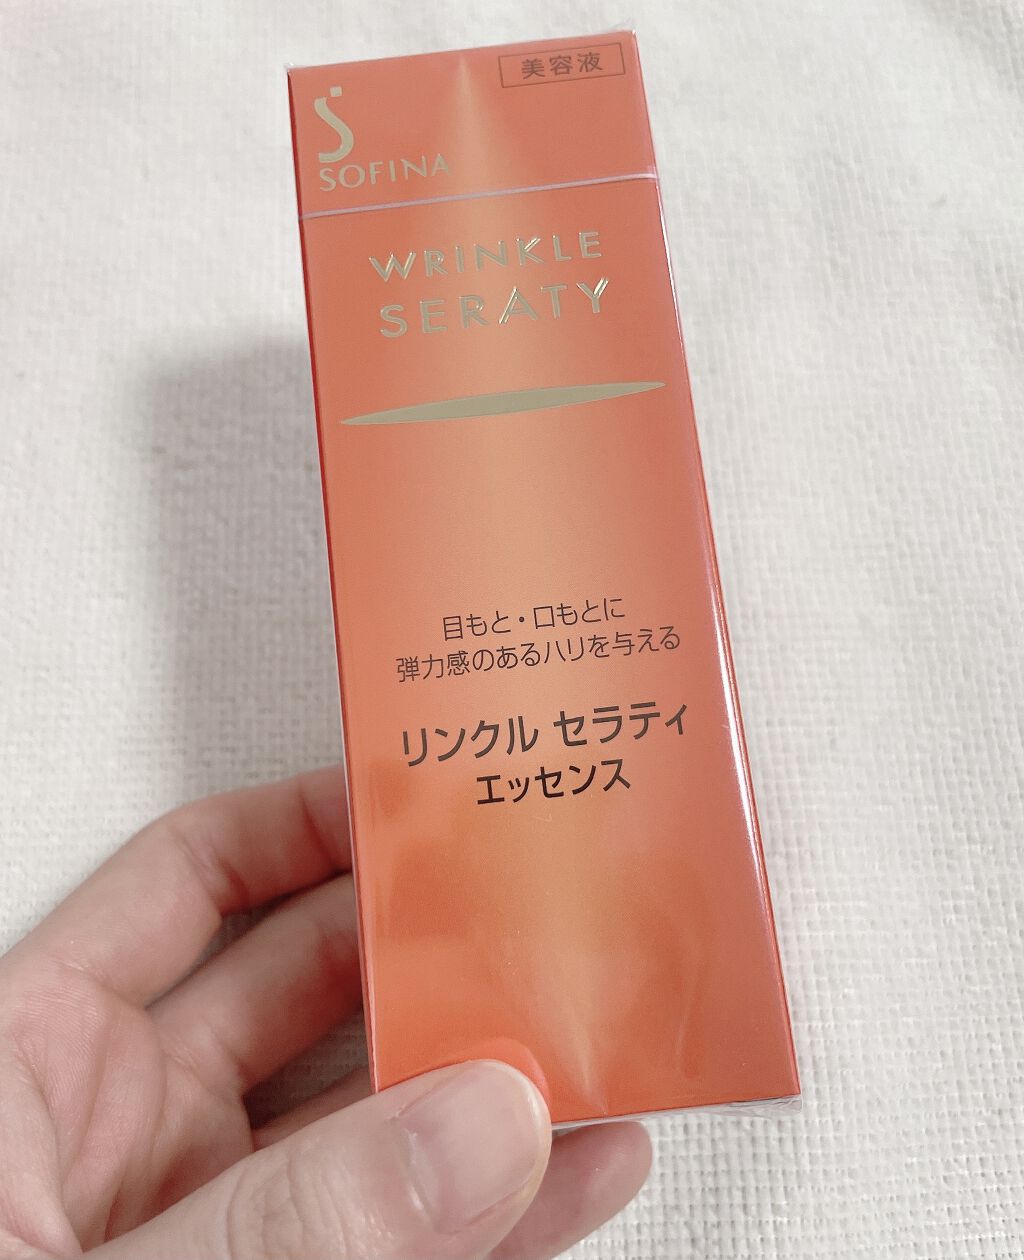 美容液
SOFINA
WRINKLE
SERATY
目もと・口もとに
弾力感のあるハリを与える
リンクル セラティ
エッセンス